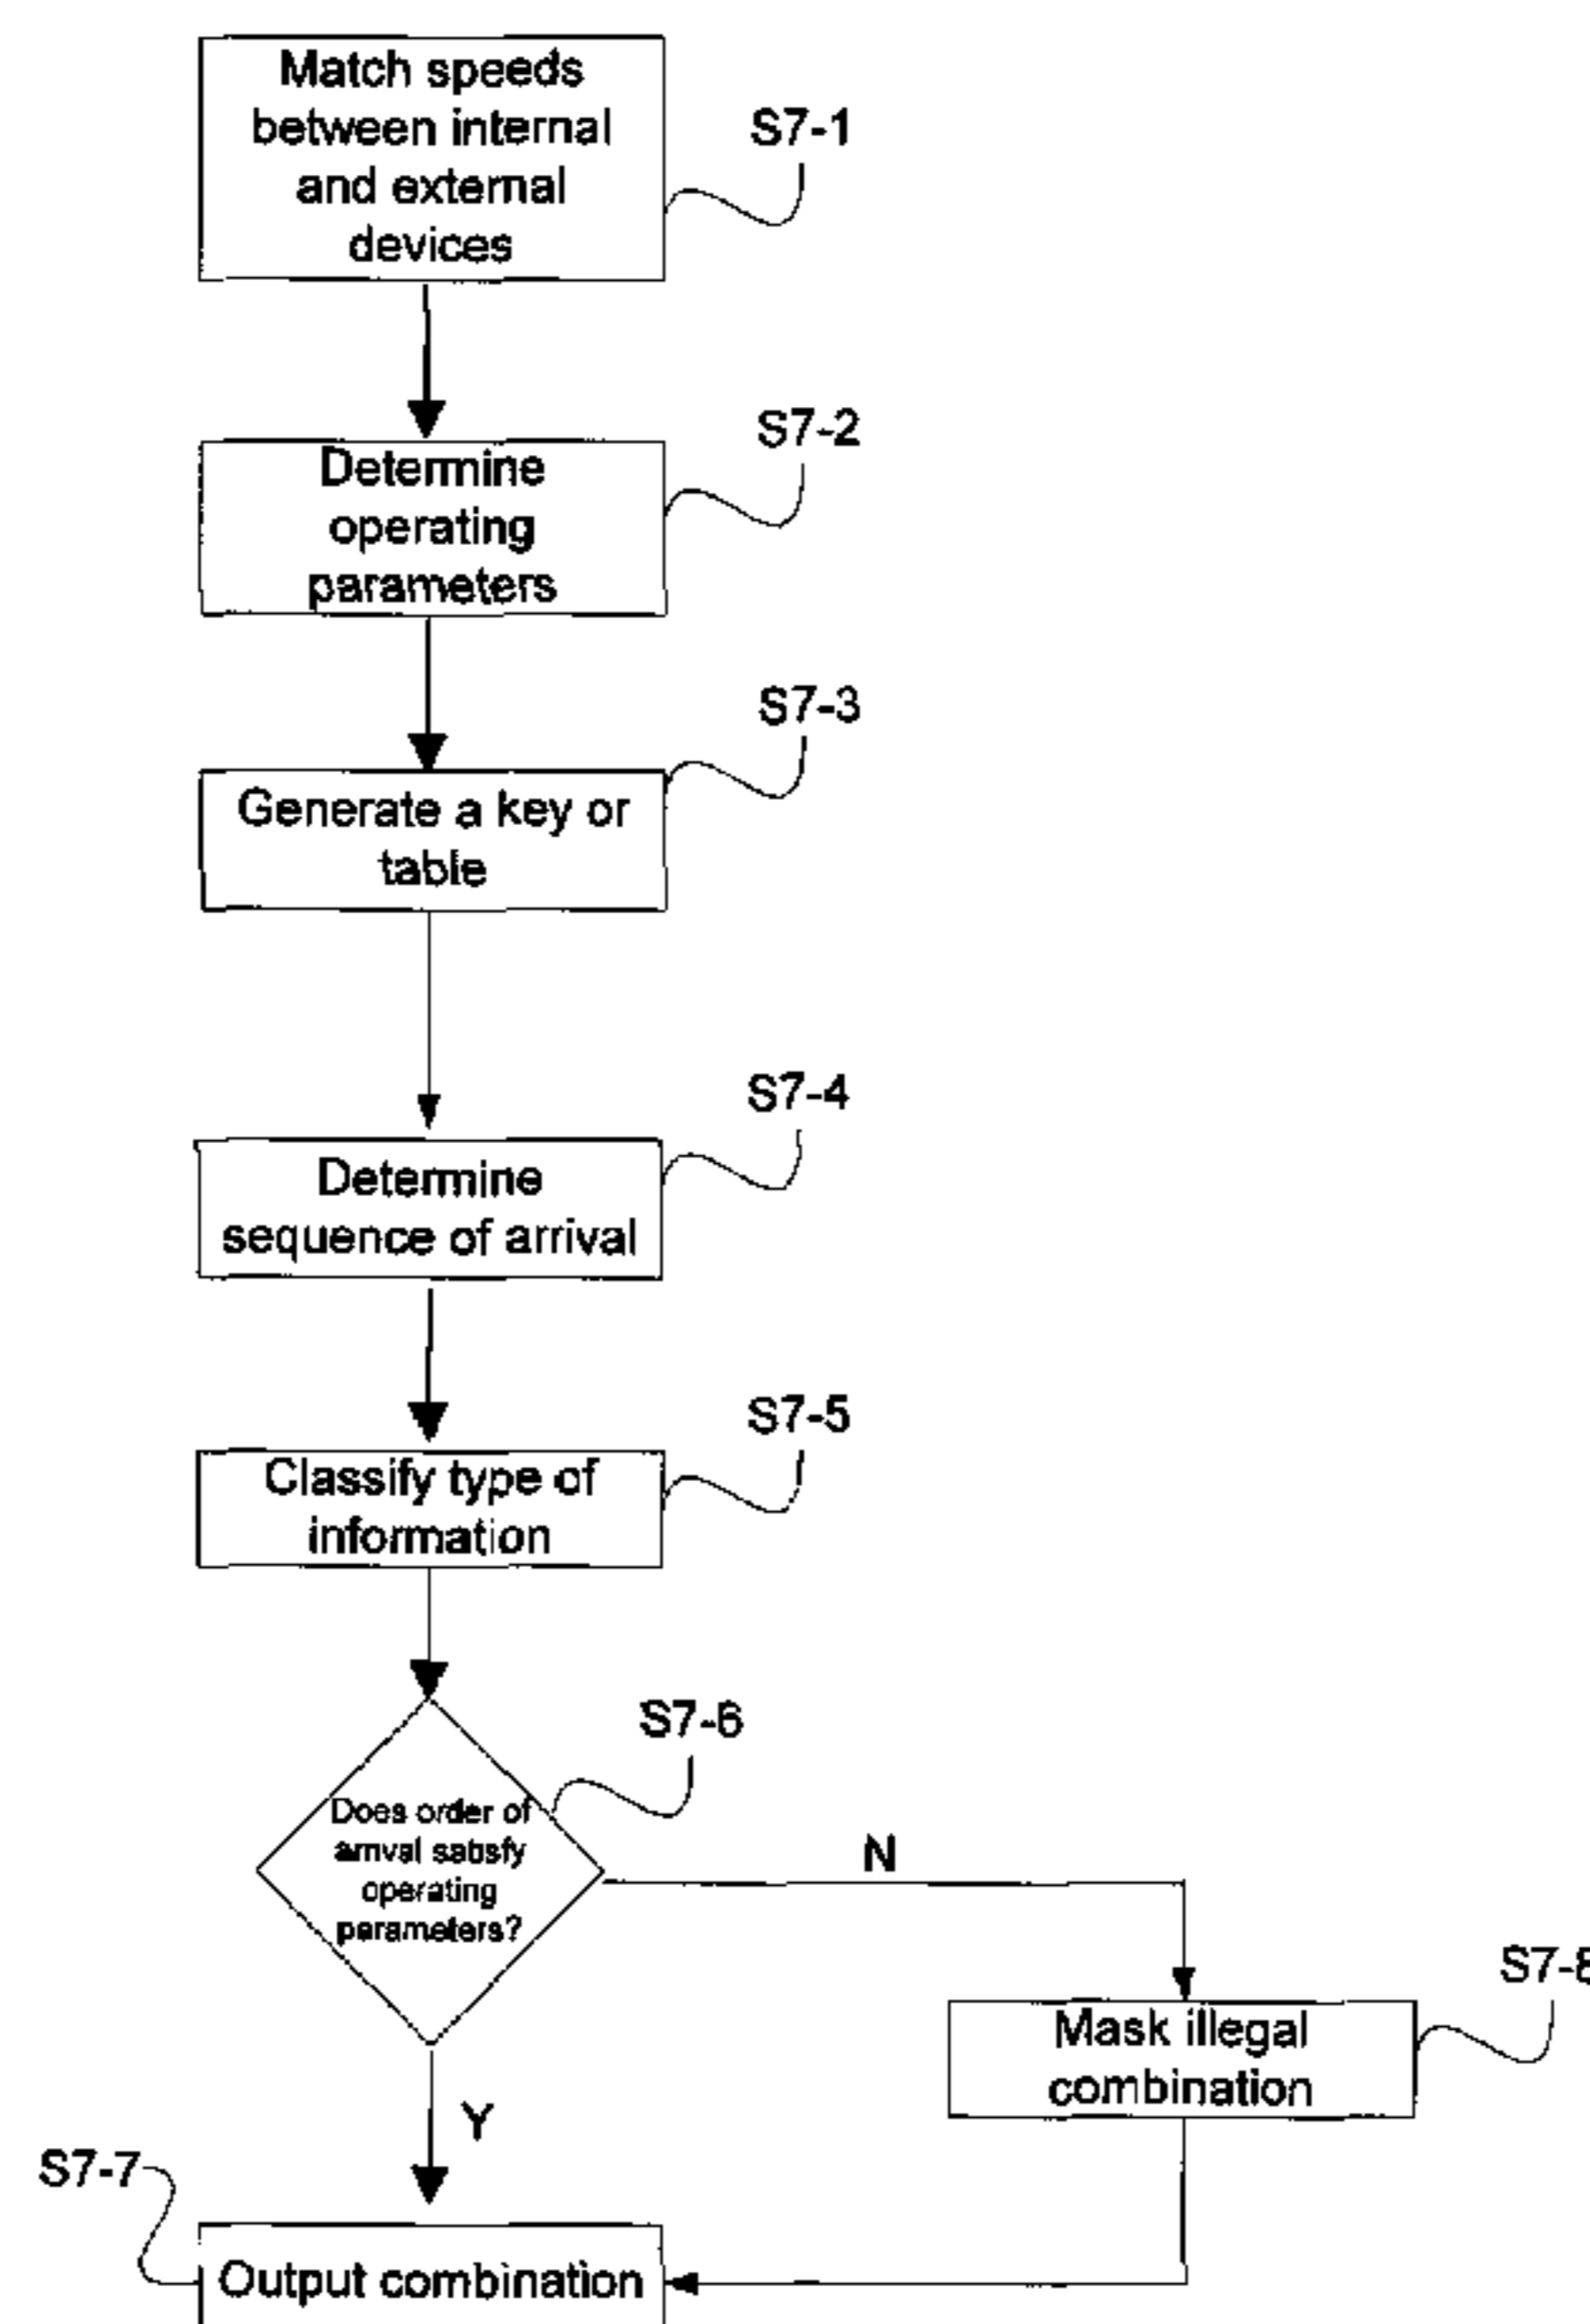 Match speeds
between internal
and external
devices
S7-1
Determine
operating
parameters
S7-2
Generate a key or
table
S7-3
Determine
sequence of arrival
S7-4
Classify type of
information
S7-5
Does order of
arrival satisfy
operating
parameters?
S7-6
N
Y
Mask illegal
combination
S7-8
S7-7
Output combination